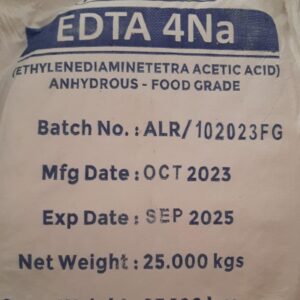 EDTA 4Na
(ETHYLENEDIAMINETETRA ACETIC ACID)
ANHYDROUS - FOOD GRADE
Batch No. : ALR/102023FG
Mfg Date : OCT 2023
Exp Date : SEP 2025
Net Weight : 25.000 kgs